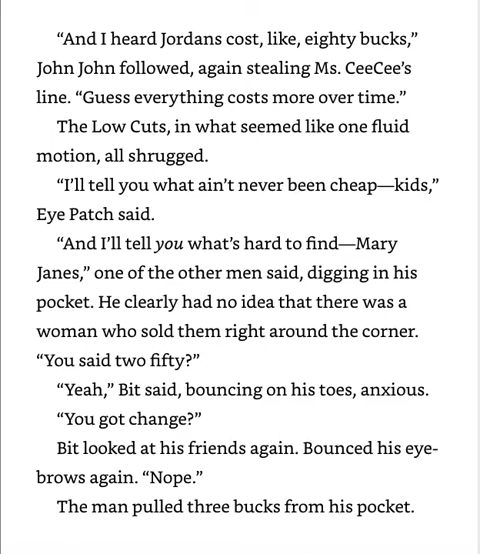 “And I heard Jordans cost, like, eighty bucks,”
John John followed, again stealing Ms. CeeCee’s
line. “Guess everything costs more over time.”
The Low Cuts, in what seemed like one fluid
motion, all shrugged.
“I’ll tell you what ain’t never been cheap—kids,”
Eye Patch said.
“And I’ll tell you what’s hard to find—Mary
Janes,” one of the other men said, digging in his
pocket. He clearly had no idea that there was a
woman who sold them right around the corner.
“You said two fifty?”
“Yeah,” Bit said, bouncing on his toes, anxious.
“You got change?”
Bit looked at his friends again. Bounced his eye-
brows again. “Nope.”
The man pulled three bucks from his pocket.